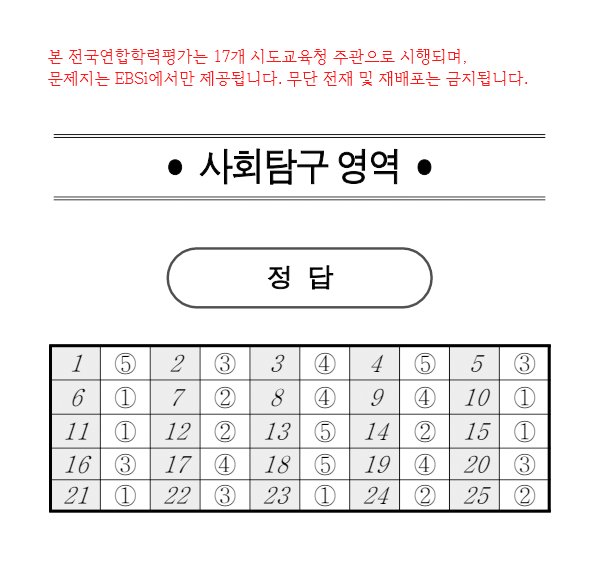 본 전국연합학력평가는 17개 시도교육청 주관으로 시행되며,
문제지는 EBSi에서만 제공됩니다. 무단 전재 및 재배포는 금지됩니다.
● 사회탐구 영역 ●
정 답
1 ⑤ 2 ③ 3 ④ 4 ⑤ 5 ③
6 ① 7 ② 8 ④ 9 ④ 10 ①
11 ① 12 ② 13 ⑤ 14 ② 15 ①
16 ③ 17 ④ 18 ⑤ 19 ④ 20 ③
21 ① 22 ③ 23 ① 24 ② 25 ②